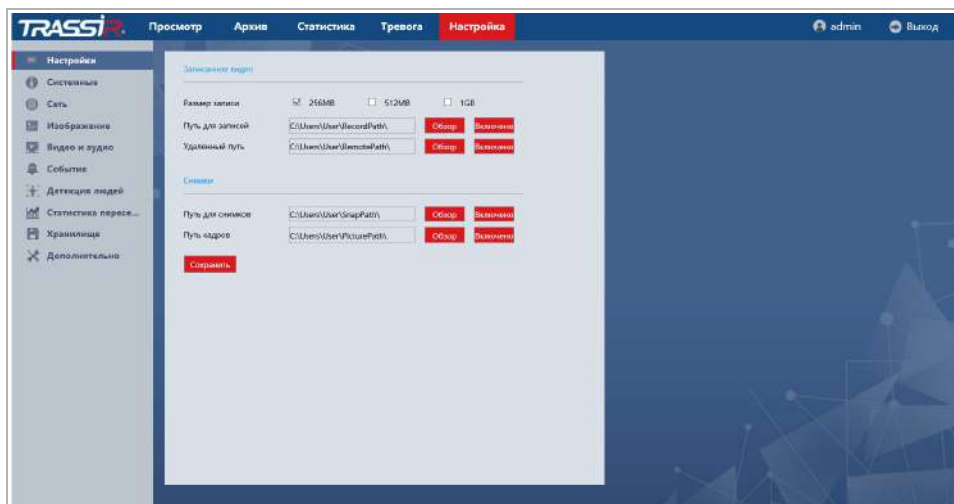 TRASSIR Просмотр Архив Статистика Тревога Настройка admin Выход
Настройки
Системные
Сеть
Изображение
Видео и аудио
События
Детекция людей
Статистика пересе...
Хранилище
Дополнительно
Записанное видео
Размер записи 256MB 512MB 1GB
Путь для записей C:\Users\User\RecordPath\ Обзор Включено
Удаленный путь C:\Users\User\RemotePath\ Обзор Включено
Снимки
Путь для снимков C:\Users\User\SnapPath\ Обзор Включено
Путь кадров C:\Users\User\PicturePath\ Обзор Включено
Сохранить